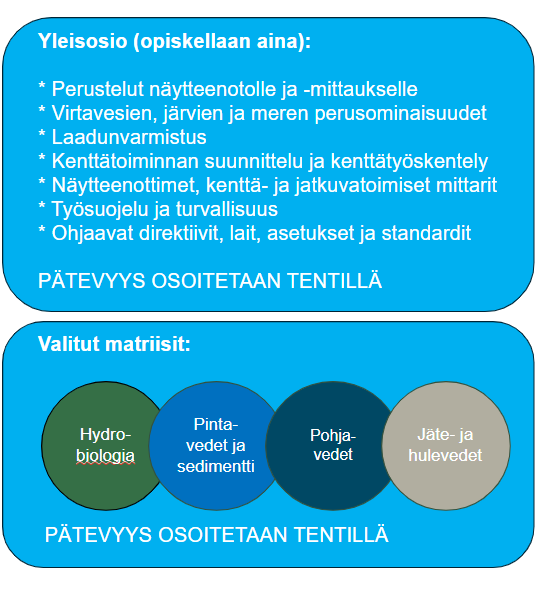 Yleisosio (opiskellaan aina):
* Perustelut näytteenotolle ja -mittaukselle
* Virtavesien, järvien ja meren perusominaisuudet
* Laadunvarmistus
* Kenttätoiminnan suunnittelu ja kenttätyöskentely
* Näytteenottimet, kenttä- ja jatkuvatoimiset mittarit
* Työsuojelu ja turvallisuus
* Ohjaavat direktiivit, lait, asetukset ja standardit
PÄTEVYYS OSOITETAAN TENTILLÄ
Valitut matriisit:
Hydro-
biologia
Pinta-
vedet ja
sedimentti
Pohja-
vedet
Jäte- ja
hulevedet
PÄTEVYYS OSOITETAAN TENTILLÄ